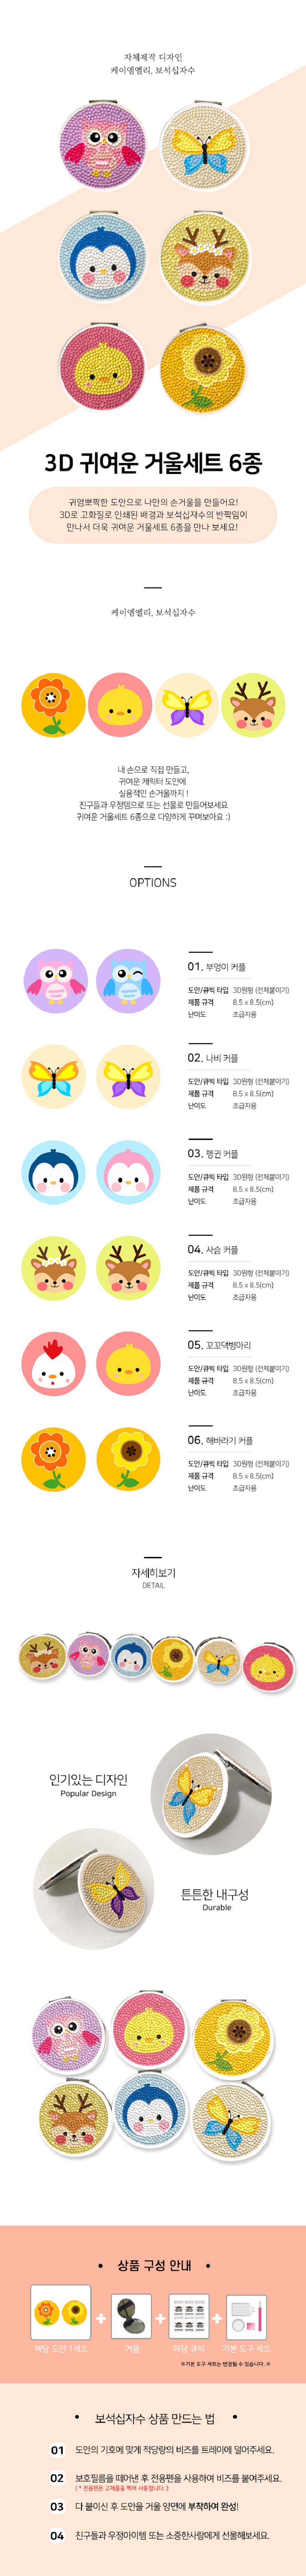 자체제작 디자인
케이엠엘리, 보석십자수
3D 귀여운 거울세트 6종
귀염뽀짝한 도안으로 나만의 손거울을 만들어요!
3D로 고화질로 인쇄된 배경과 보석십자수의 반짝임이
만나서 더욱 귀여운 거울세트 6종을 만나 보세요!
케이엠엘리, 보석십자수
내 손으로 직접 만들고,
귀여운 캐릭터 도안에
실용적인 손거울까지 !
친구들과 우정템으로 또는 선물로 만들어보세요
귀여운 거울세트 6종으로 다양하게 꾸며보아요 :)
OPTIONS
01. 부엉이 커플
도안/큐빅 타입 3D원형 (전체붙이기)
제품 규격 8.5 x 8.5(cm)
난이도 초급자용
02. 나비 커플
도안/큐빅 타입 3D원형 (전체붙이기)
제품 규격 8.5 x 8.5(cm)
난이도 초급자용
03. 펭귄 커플
도안/큐빅 타입 3D원형 (전체붙이기)
제품 규격 8.5 x 8.5(cm)
난이도 초급자용
04. 사슴 커플
도안/큐빅 타입 3D원형 (전체붙이기)
제품 규격 8.5 x 8.5(cm)
난이도 초급자용
05. 꼬꼬댁병아리
도안/큐빅 타입 3D원형 (전체붙이기)
제품 규격 8.5 x 8.5(cm)
난이도 초급자용
06. 해바라기 커플
도안/큐빅 타입 3D원형 (전체붙이기)
제품 규격 8.5 x 8.5(cm)
난이도 초급자용
자세히보기
DETAIL
인기있는 디자인
Popular Design
튼튼한 내구성
Durable
• 상품 구성 안내 •
해당 도안 1세트 + 거울 + 해당 큐빅 + 기본 도구 세트
※기본 도구 세트는 변경될 수 있습니다.※
• 보석십자수 상품 만드는 법 •
01 도안의 기호에 맞게 적당량의 비즈를 트레이에 덜어주세요.
02 보호필름을 떼어낸 후 전용펜을 사용하여 비즈를 붙여주세요.
( * 전용펜은 고체풀을 찍어 사용합니다. )
03 다 붙이신 후 도안을 거울 양면에 부착하여 완성!
04 친구들과 우정아이템 또는 소중한사람에게 선물해보세요.